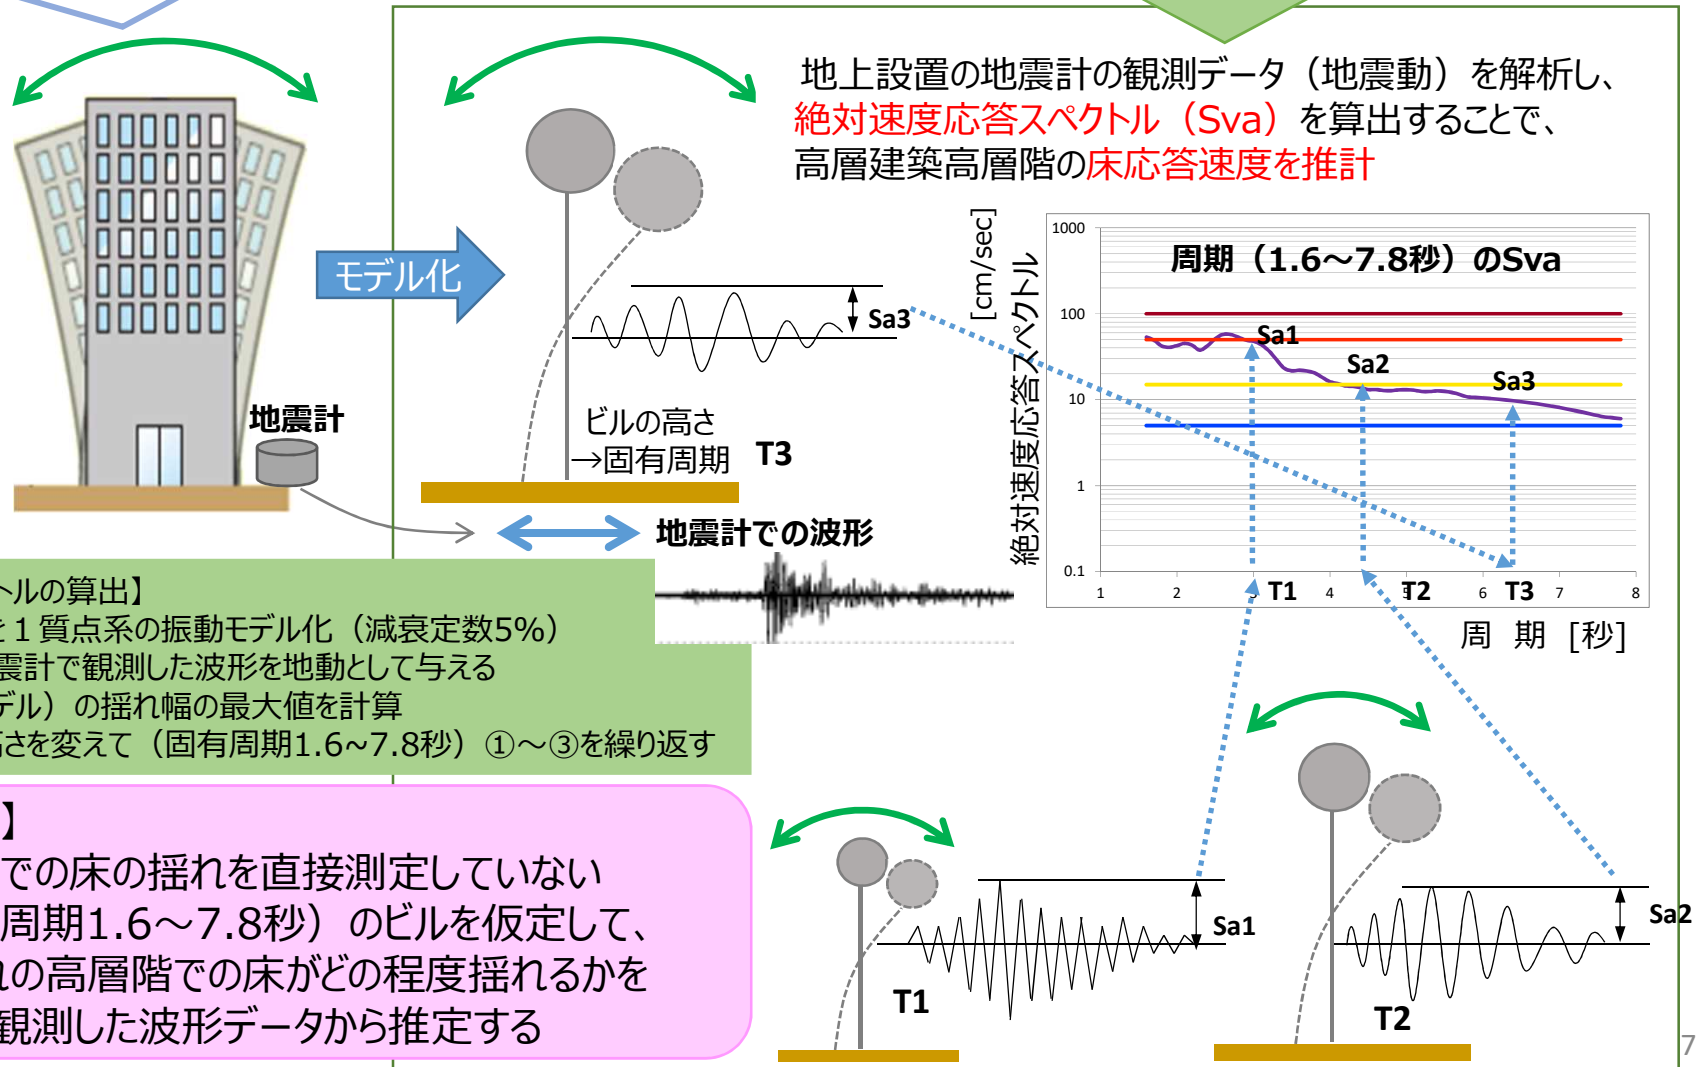 地上設置の地震計の観測データ（地震動）を解析し、
絶対速度応答スペクトル（Sva）を算出することで、
高層建築高層階の床応答速度を推計
モデル化
地震計
Sa3
ビルの高さ
→固有周期 T3
地震計での波形
絶対速度応答スペクトル
[cm/sec]
周期（1.6～7.8秒）のSva
1000
100
10
1
0.1
Sa1
Sa2
Sa3
1 2 3 T1 4 5 T2 6 T3 7 8
周 期 [秒]
トルの算出】
１質点系の振動モデル化（減衰定数5%）
震計で観測した波形を地動として与える
デル）の揺れ幅の最大値を計算
高さを変えて（固有周期1.6~7.8秒）①～③を繰り返す
】
での床の揺れを直接測定していない
周期1.6～7.8秒）のビルを仮定して、
れの高層階での床がどの程度揺れるかを
観測した波形データから推定する
Sa1
T1
Sa2
T2
7